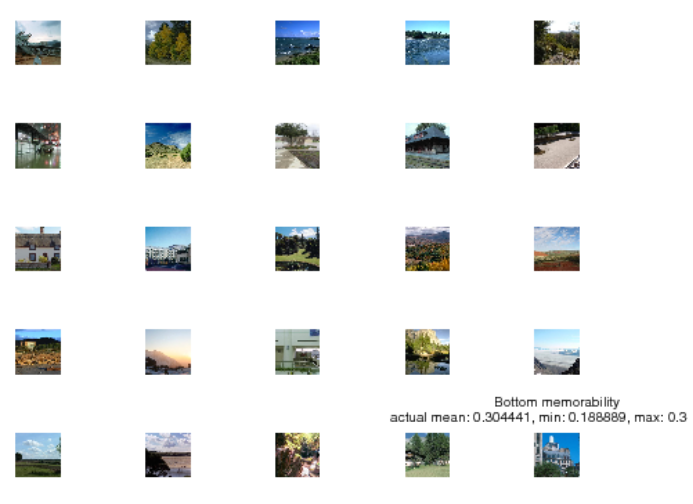 Bottom memorability
actual mean: 0.304441, min: 0.188889, max: 0.3